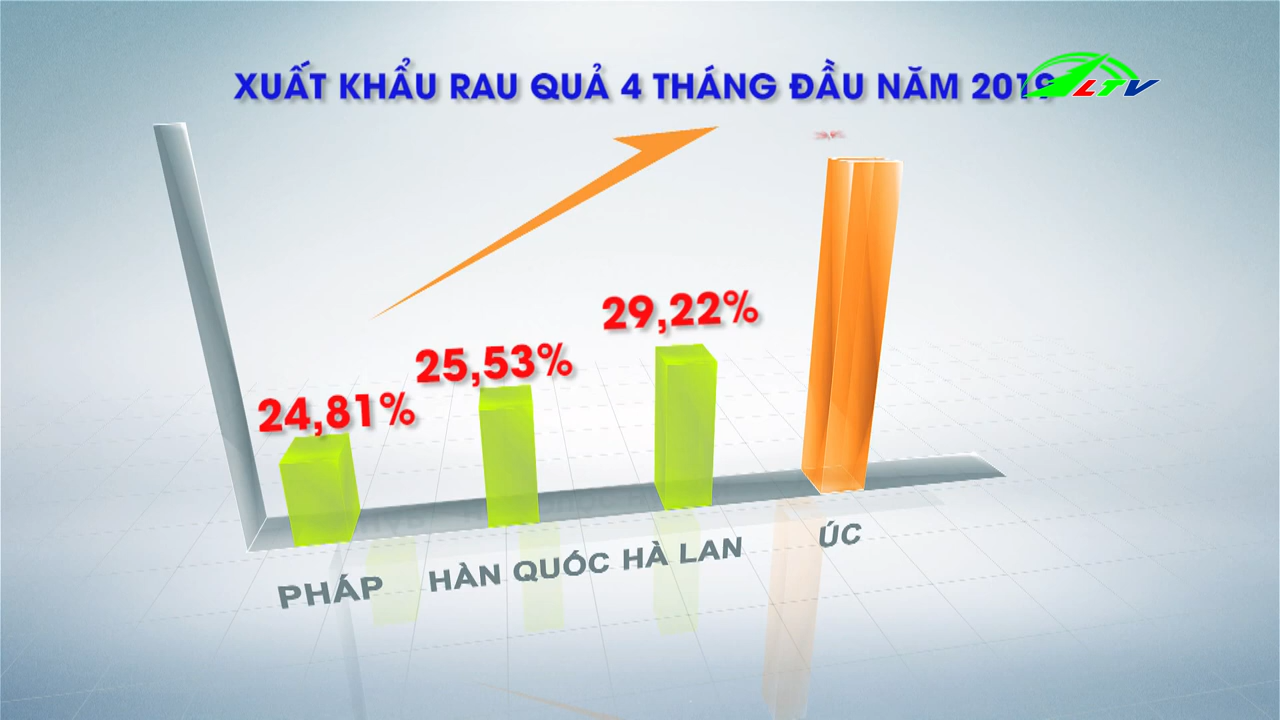 XUẤT KHẨU RAU QUẢ 4 THÁNG ĐẦU NĂM 2019
LTV
29,22%
25,53%
24,81%
PHÁP HÀN QUỐC HÀ LAN ÚC